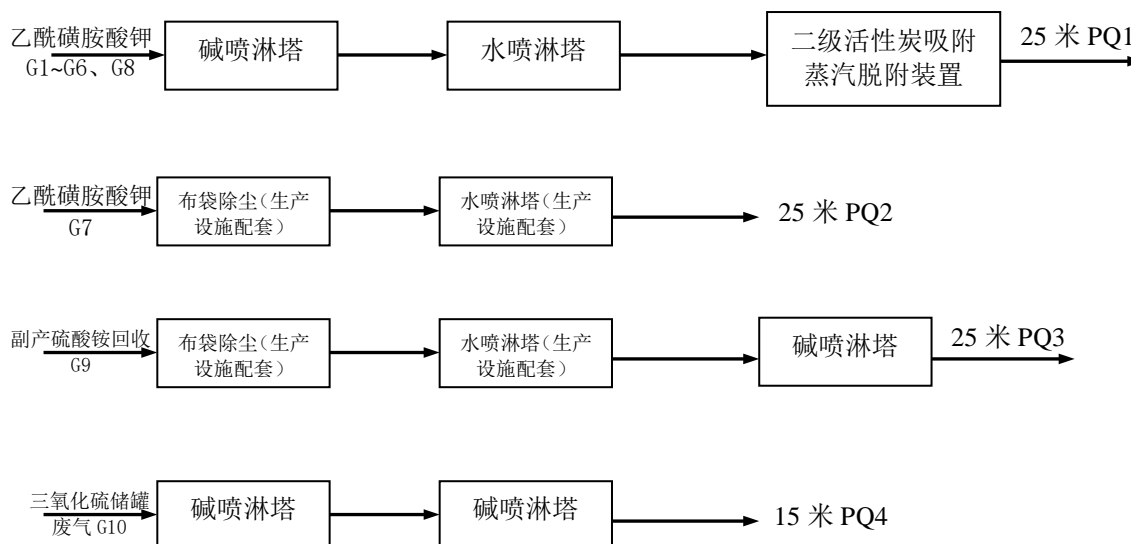 乙酰磺胺酸钾
G1~G6、G8
碱喷淋塔
水喷淋塔
二级活性炭吸附
蒸汽脱附装置
25 米 PQ1
乙酰磺胺酸钾
G7
布袋除尘（生产
设施配套）
水喷淋塔（生产
设施配套）
25 米 PQ2
副产硫酸铵回收
G9
布袋除尘（生产
设施配套）
水喷淋塔（生产
设施配套）
碱喷淋塔
25 米 PQ3
三氧化硫储罐
废气 G10
碱喷淋塔
碱喷淋塔
15 米 PQ4